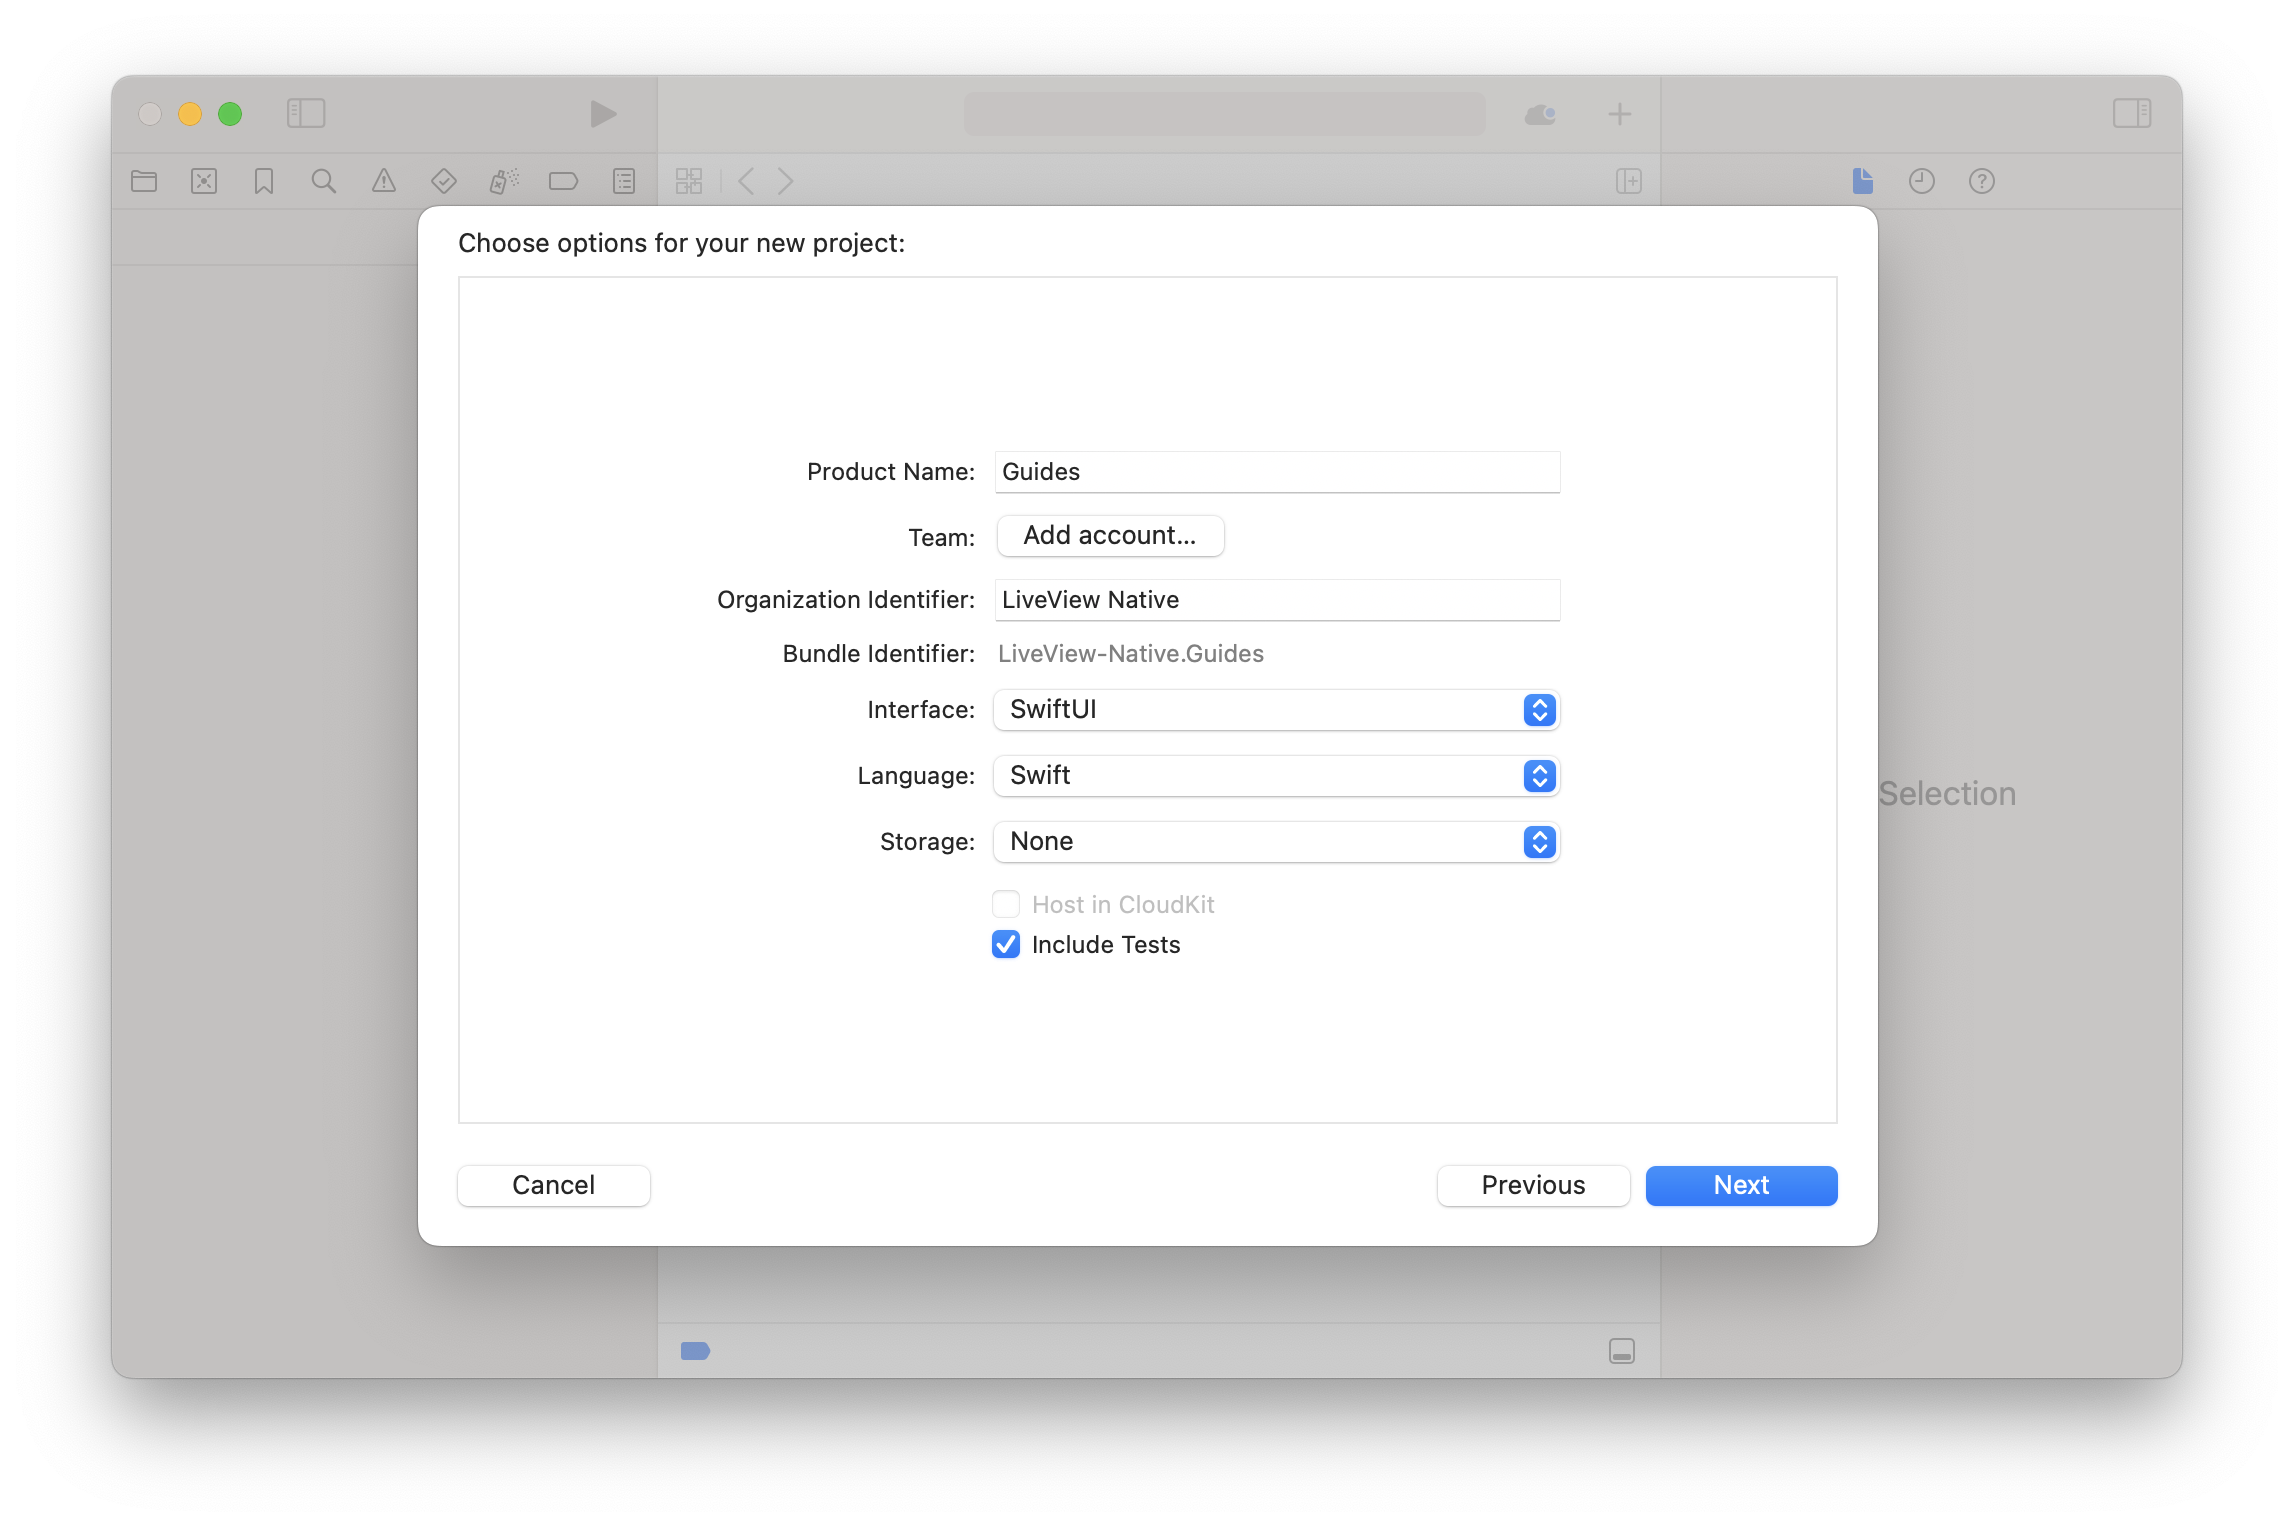 Choose options for your new project:
Product Name: Guides
Team: Add account...
Organization Identifier: LiveView Native
Bundle Identifier: LiveView-Native.Guides
Interface: SwiftUI
Language: Swift
Storage: None
Host in CloudKit
Include Tests
Selection
Cancel Previous Next